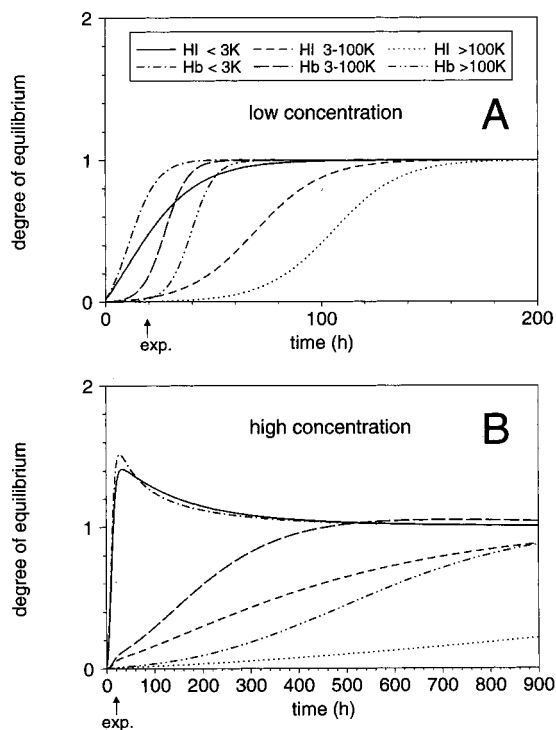 2
HI < 3K HI 3-100K HI >100K
Hb < 3K Hb 3-100K Hb >100K
low concentration A
degree of equilibrium
1
0
0 100 200
exp. time (h)
2
high concentration B
degree of equilibrium
1
0
0 100 200 300 400 500 600 700 800 900
time (h)
exp.